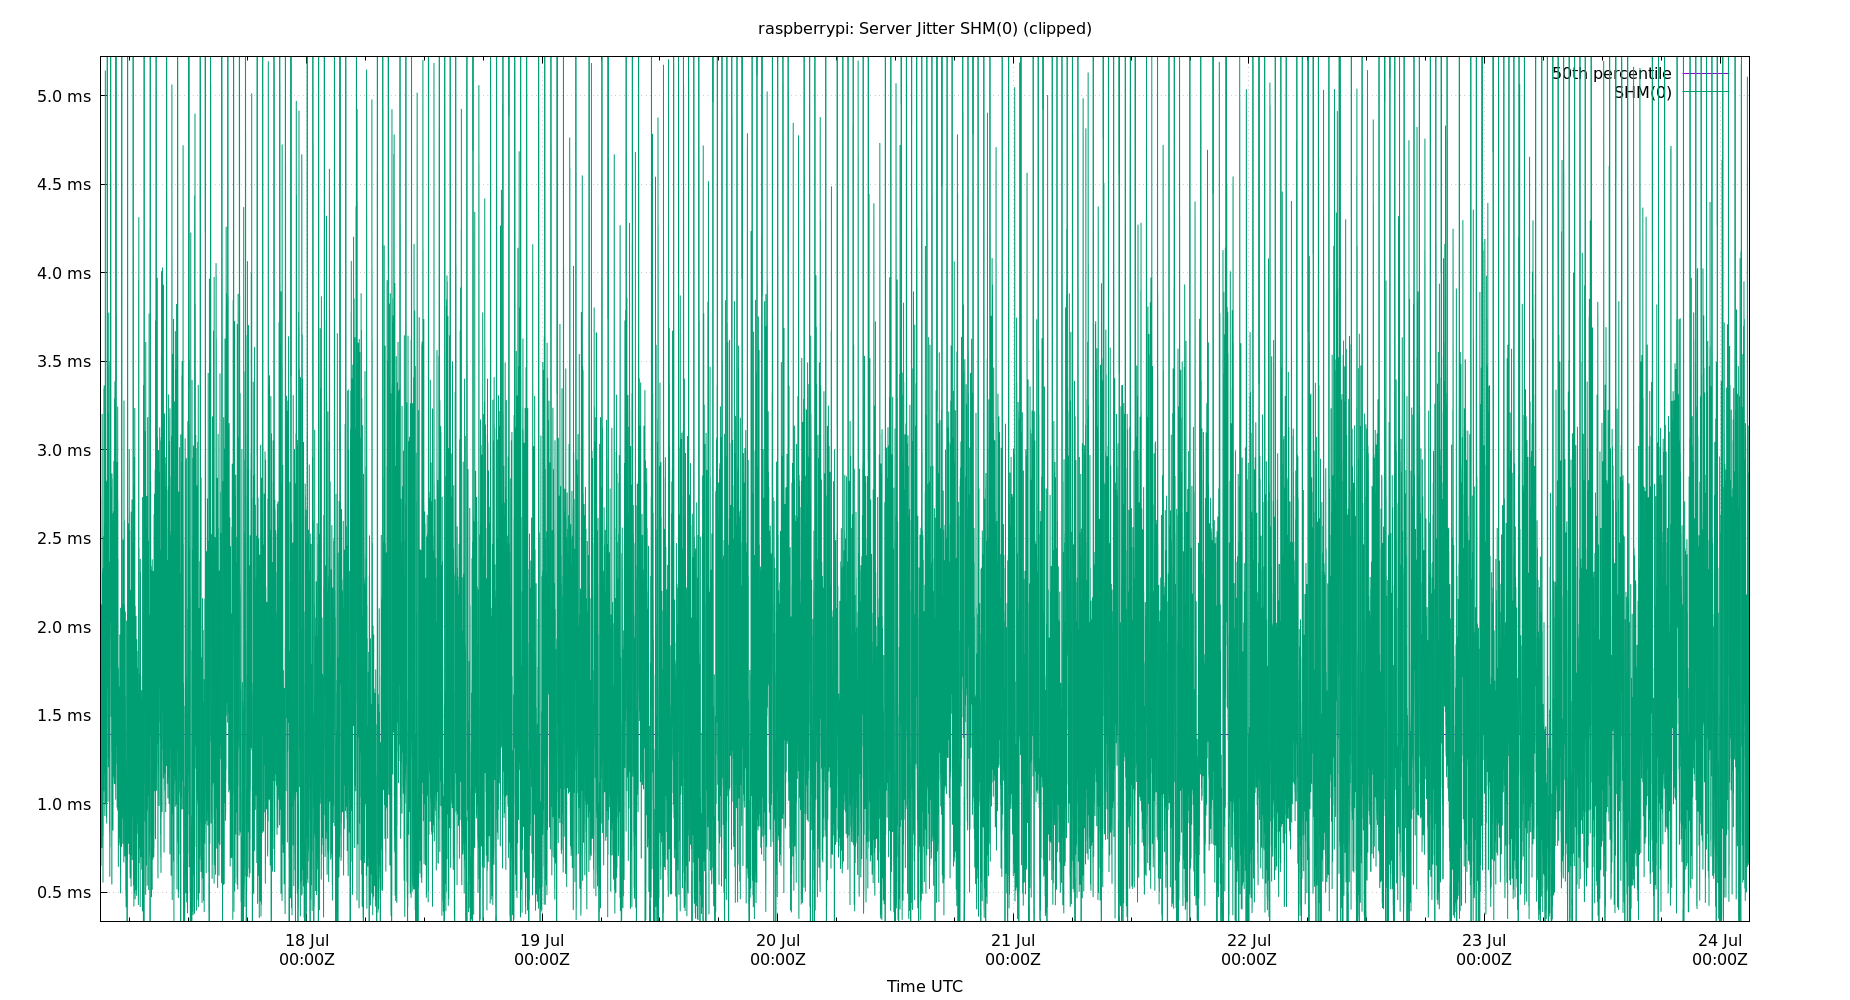 raspberrypi: Server Jitter SHM(0) (clipped)
50th percentile
SHM(0)
5.0 ms
4.5 ms
4.0 ms
3.5 ms
3.0 ms
2.5 ms
2.0 ms
1.5 ms
1.0 ms
0.5 ms
18 Jul 19 Jul 20 Jul 21 Jul 22 Jul 23 Jul 24 Jul
00:00Z 00:00Z 00:00Z 00:00Z 00:00Z 00:00Z 00:00Z
Time UTC